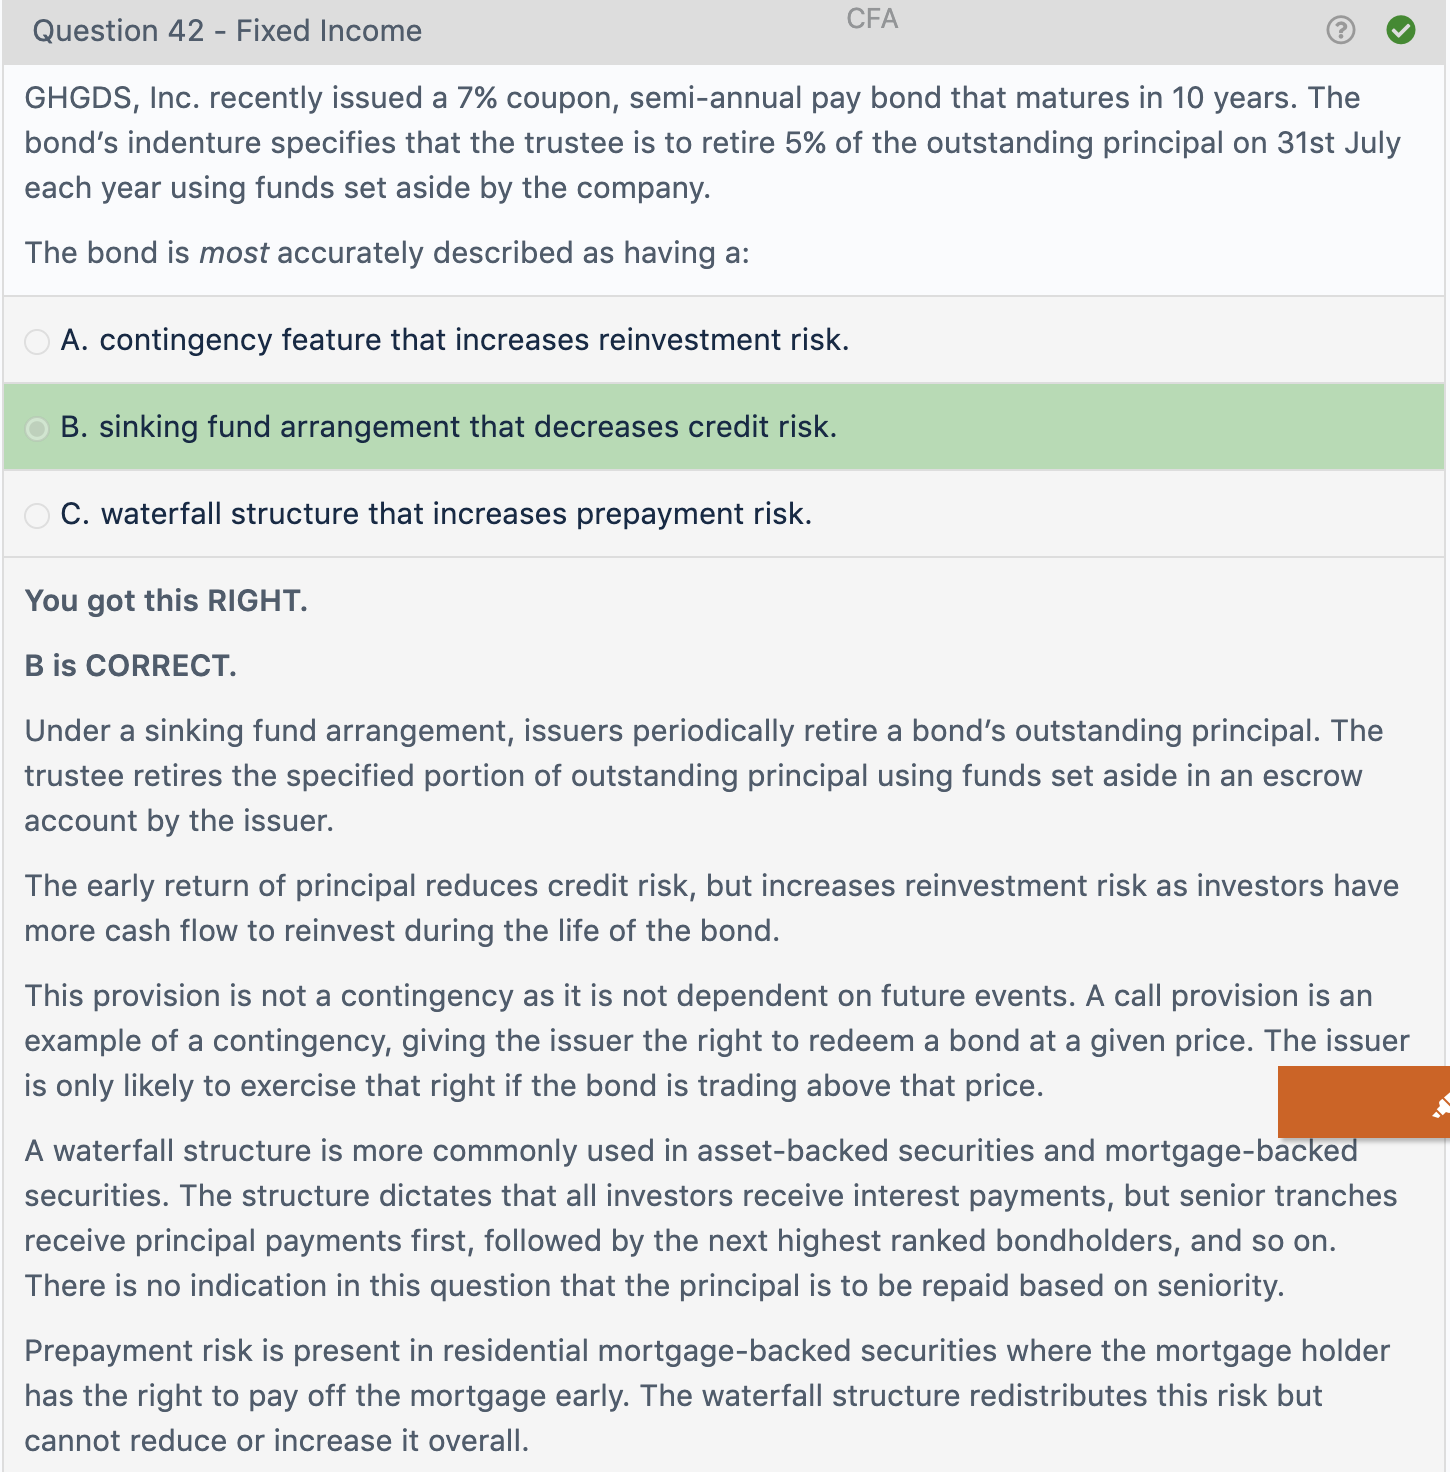 Question 42 - Fixed Income
CFA
?
GHGDS, Inc. recently issued a 7% coupon, semi-annual pay bond that matures in 10 years. The
bond’s indenture specifies that the trustee is to retire 5% of the outstanding principal on 31st July
each year using funds set aside by the company.
The bond is most accurately described as having a:
A. contingency feature that increases reinvestment risk.
B. sinking fund arrangement that decreases credit risk.
C. waterfall structure that increases prepayment risk.
You got this RIGHT.
B is CORRECT.
Under a sinking fund arrangement, issuers periodically retire a bond’s outstanding principal. The
trustee retires the specified portion of outstanding principal using funds set aside in an escrow
account by the issuer.
The early return of principal reduces credit risk, but increases reinvestment risk as investors have
more cash flow to reinvest during the life of the bond.
This provision is not a contingency as it is not dependent on future events. A call provision is an
example of a contingency, giving the issuer the right to redeem a bond at a given price. The issuer
is only likely to exercise that right if the bond is trading above that price.
A waterfall structure is more commonly used in asset-backed securities and mortgage-backed
securities. The structure dictates that all investors receive interest payments, but senior tranches
receive principal payments first, followed by the next highest ranked bondholders, and so on.
There is no indication in this question that the principal is to be repaid based on seniority.
Prepayment risk is present in residential mortgage-backed securities where the mortgage holder
has the right to pay off the mortgage early. The waterfall structure redistributes this risk but
cannot reduce or increase it overall.